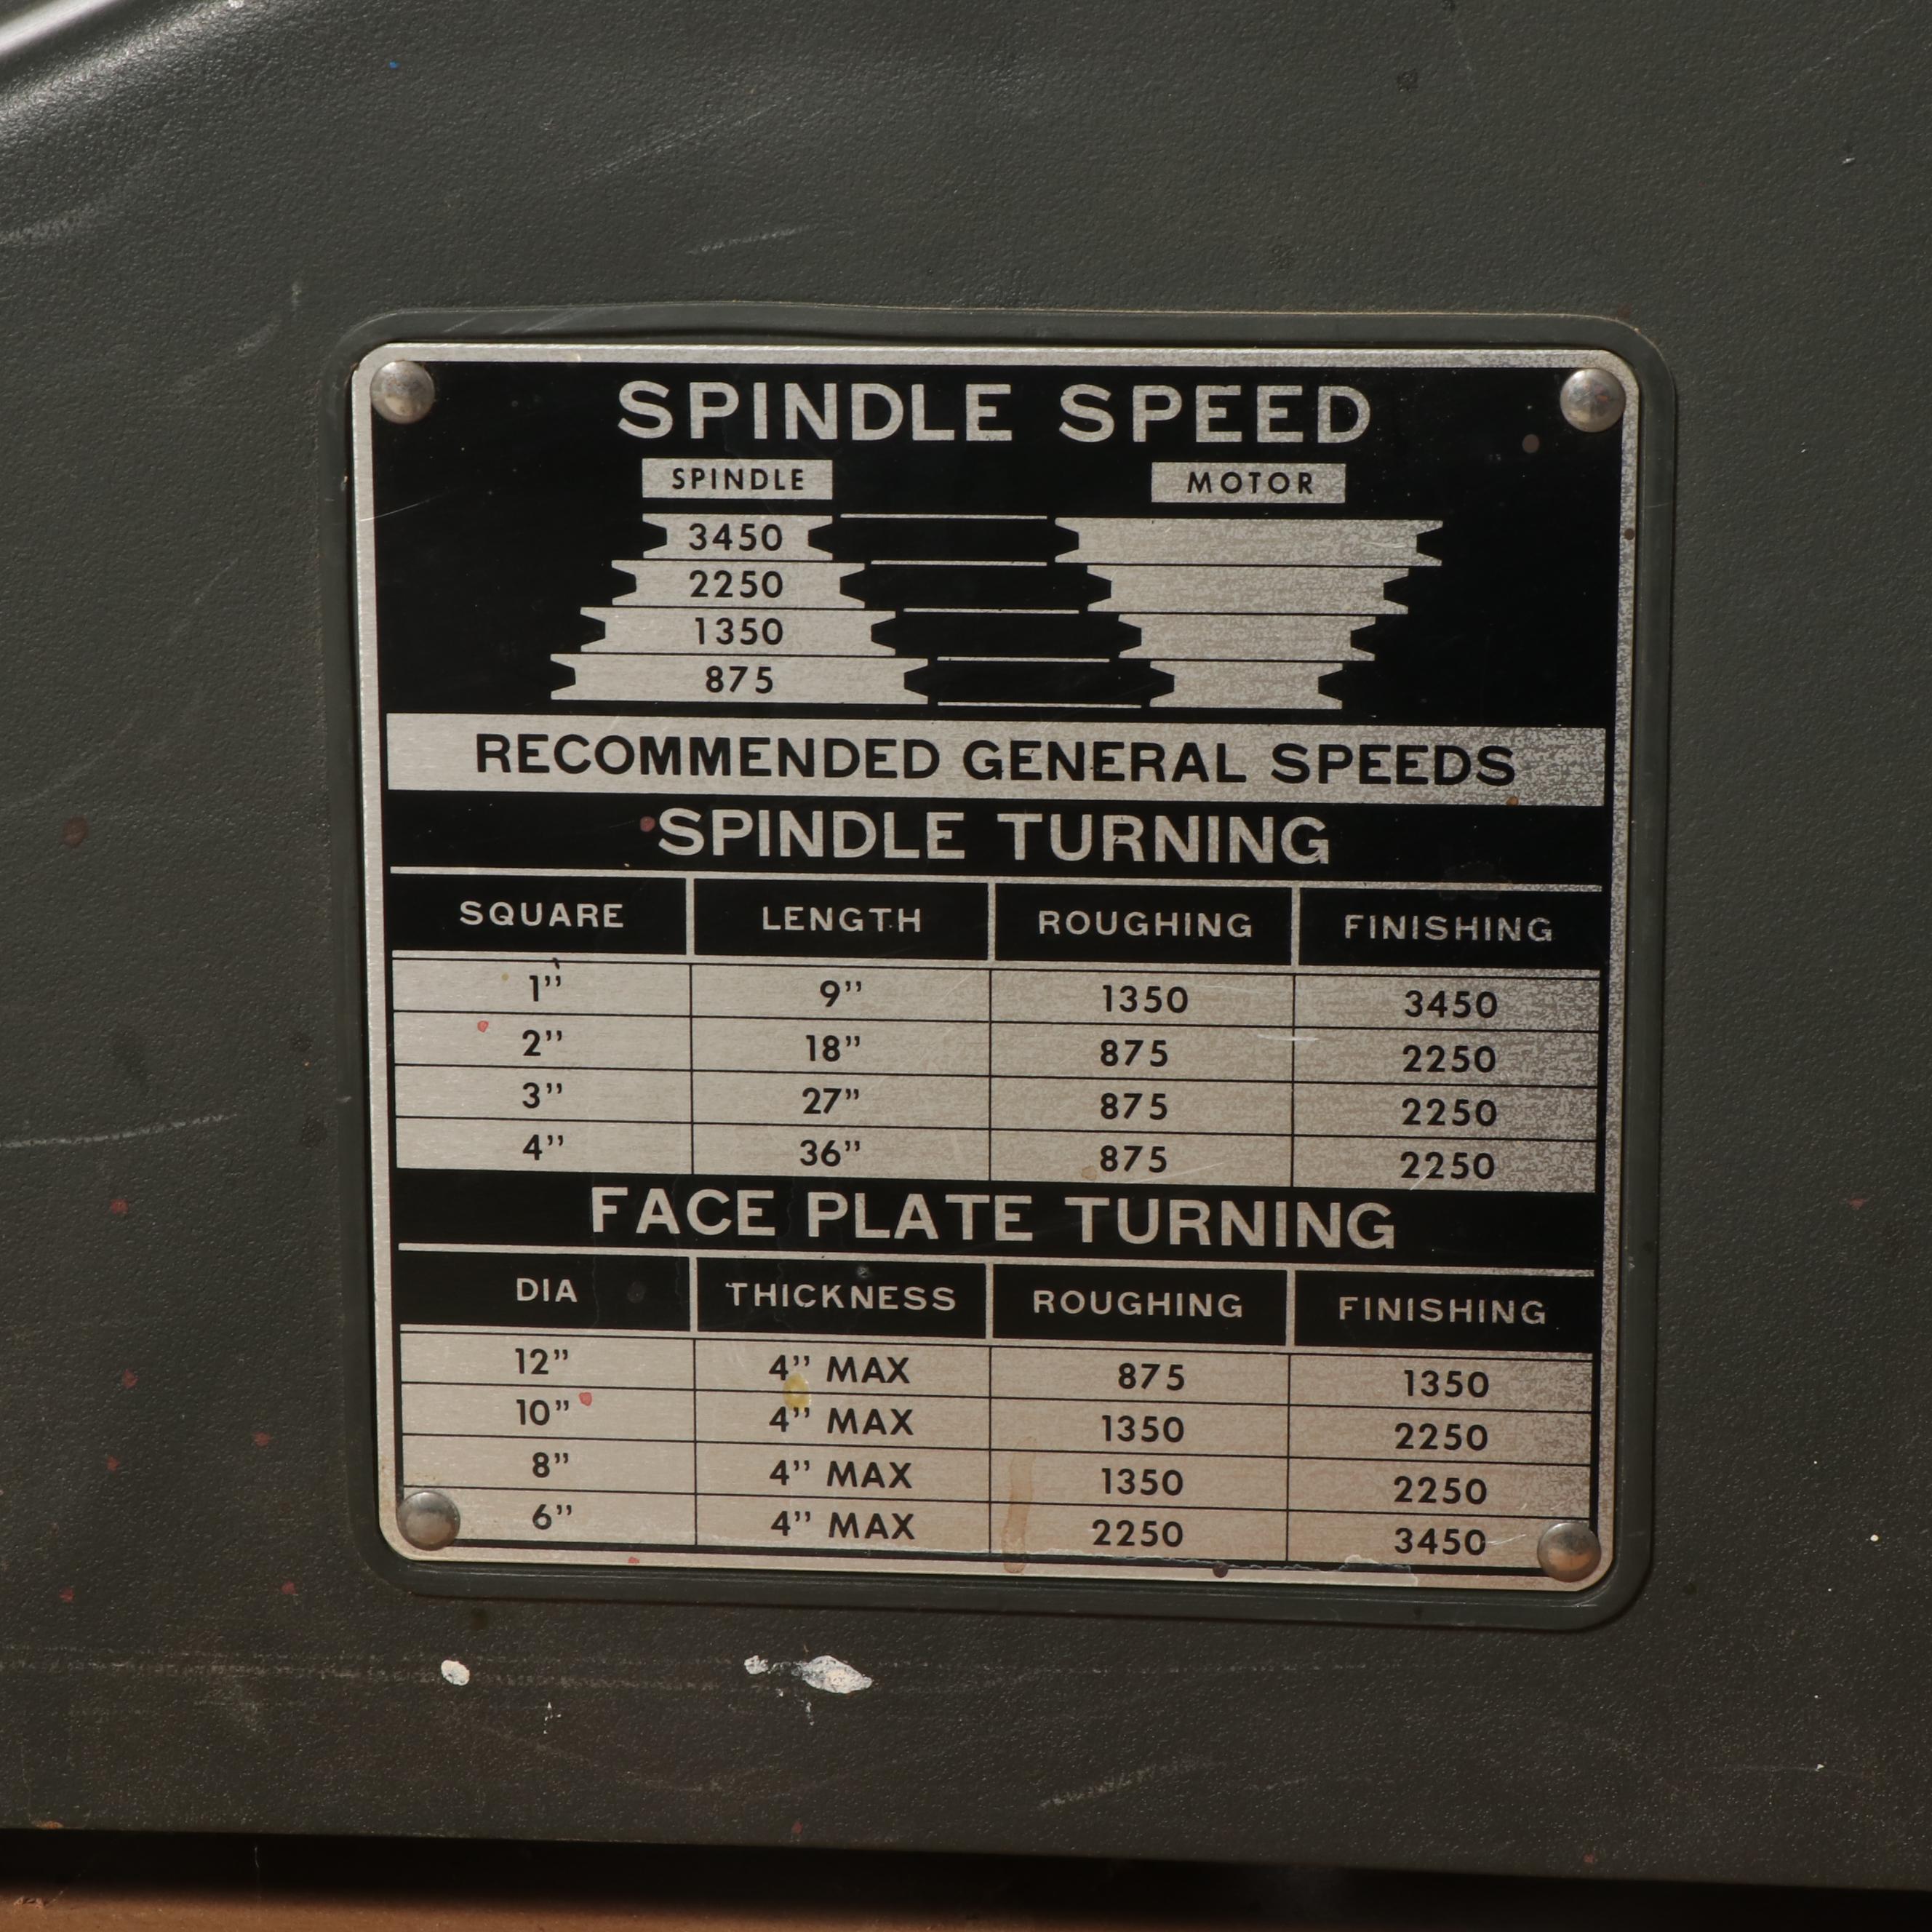 SPINDLE SPEED
SPINDLE MOTOR
3450
2250
1350
875
RECOMMENDED GENERAL SPEEDS
SPINDLE TURNING
SQUARE LENGTH ROUGHING FINISHING
1" 9" 1350 3450
2" 18" 875 2250
3" 27" 875 2250
4" 36" 875 2250
FACE PLATE TURNING
DIA THICKNESS ROUGHING FINISHING
12" 4" MAX 875 1350
10" 4" MAX 1350 2250
8" 4" MAX 1350 2250
6" 4" MAX 2250 3450